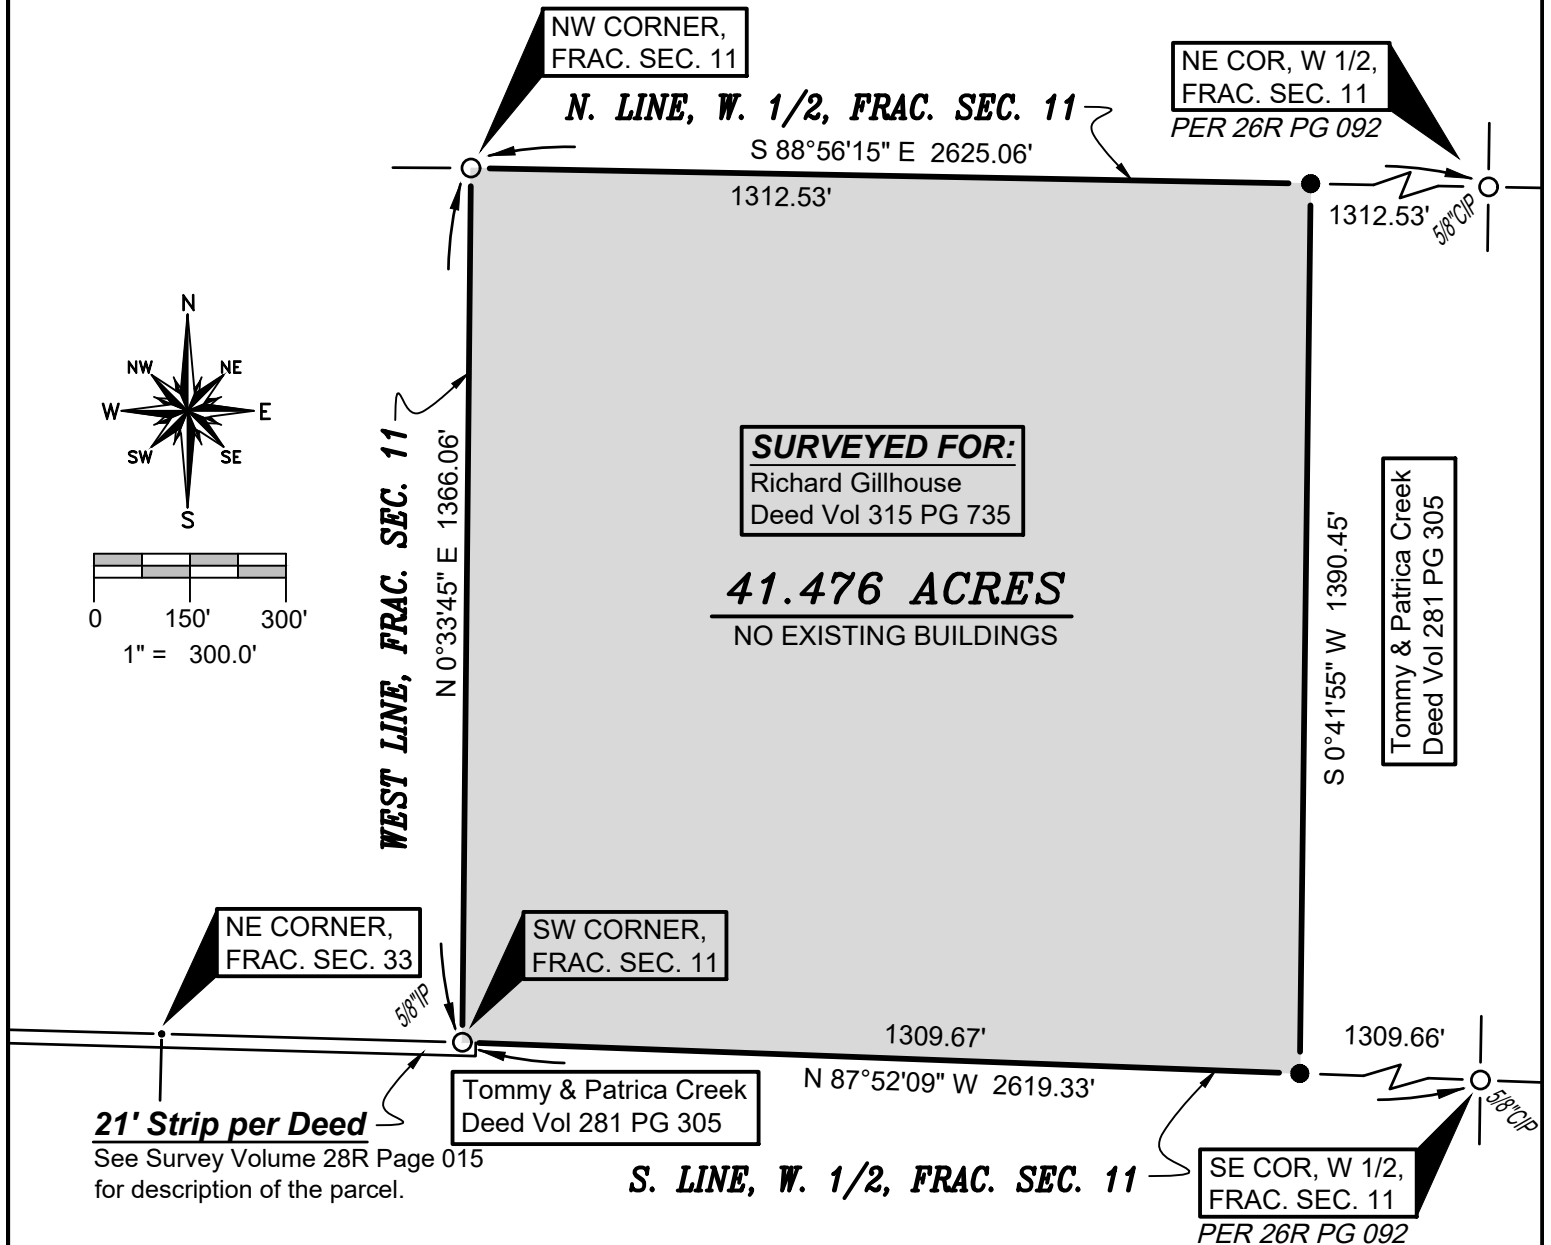 NW CORNER,
FRAC. SEC. 11
NE COR, W 1/2,
FRAC. SEC. 11
PER 26R PG 092
N. LINE, W. 1/2, FRAC. SEC. 11
S 88°56'15" E 2625.06'
1312.53'
1312.53'
5/8"CIP
N
NW
NE
W
E
SW
SE
S
0
150'
300'
1" = 300.0'
WEST LINE, FRAC. SEC. 11
N 0°33'45" E 1366.06'
SURVEYED FOR:
Richard Gillhouse
Deed Vol 315 PG 735
41.476 ACRES
NO EXISTING BUILDINGS
S 0°41'55" W 1390.45'
Tommy & Patrica Creek
Deed Vol 281 PG 305
NE CORNER,
FRAC. SEC. 33
SW CORNER,
FRAC. SEC. 11
5/8"IP
1309.67'
1309.66'
N 87°52'09" W 2619.33'
5/8"CIP
Tommy & Patrica Creek
Deed Vol 281 PG 305
21' Strip per Deed
See Survey Volume 28R Page 015
for description of the parcel.
S. LINE, W. 1/2, FRAC. SEC. 11
SE COR, W 1/2,
FRAC. SEC. 11
PER 26R PG 092